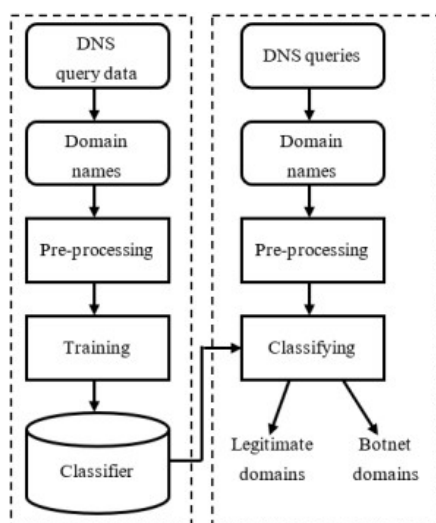 DNS
query data
Domain
names
Pre-processing
Training
Classifier
DNS queries
Domain
names
Pre-processing
Classifying
Legitimate
domains
Botnet
domains